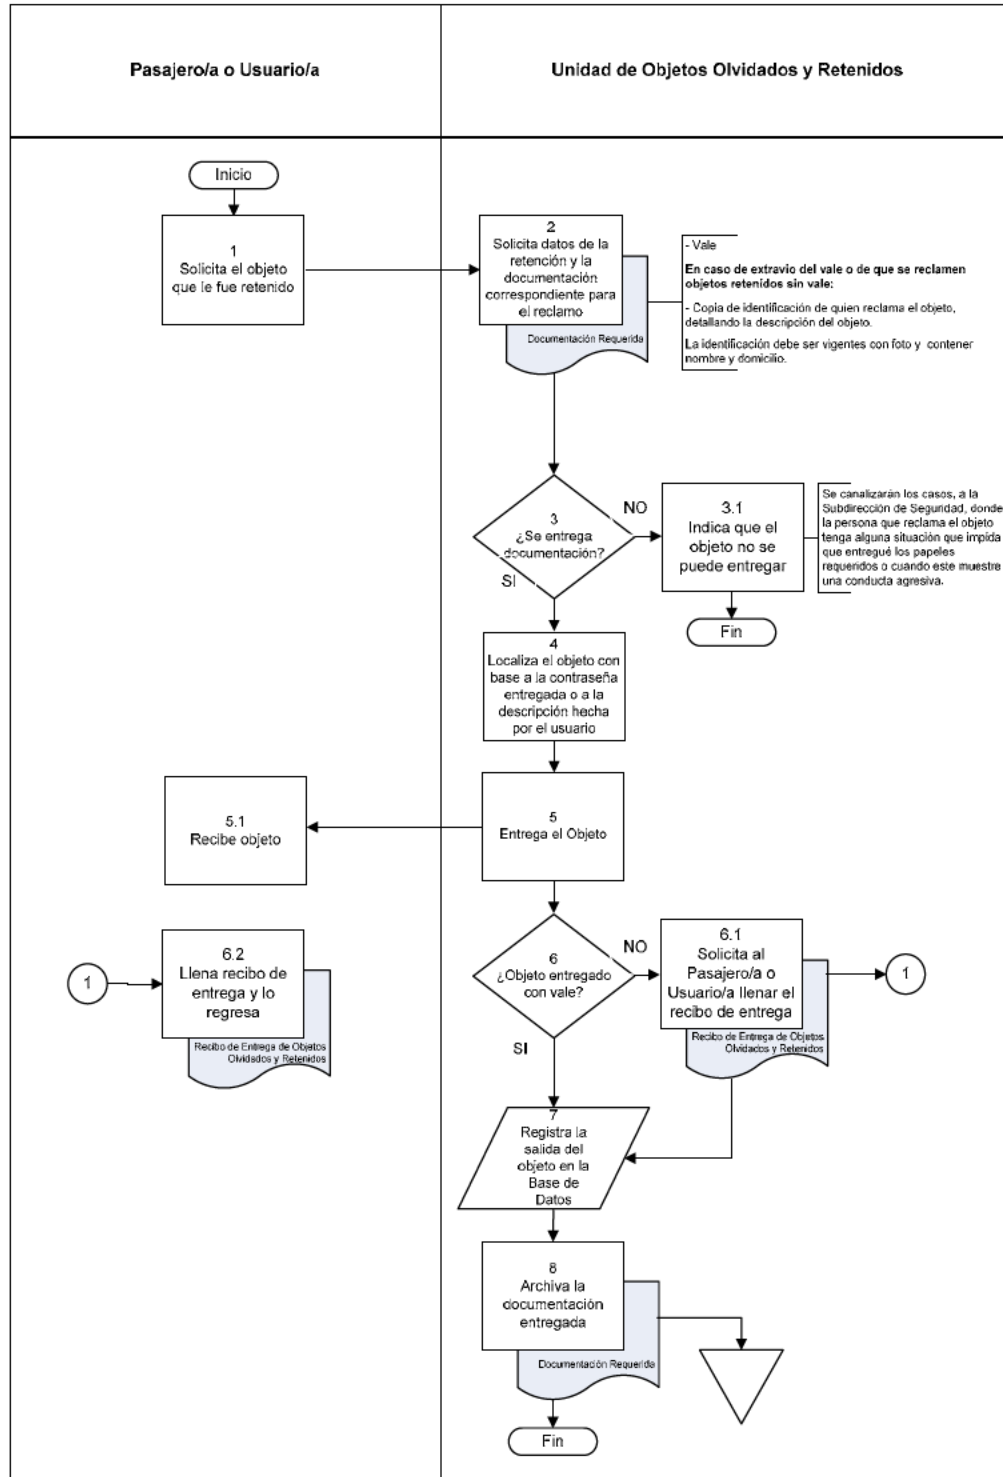 Pasajero/a o Usuario/a
Unidad de Objetos Olvidados y Retenidos
Inicio
1
Solicita el objeto
que le fue retenido
2
Solicita datos de la
retención y la
documentación
correspondiente para
el reclamo
Documentación Requerida
- Vale
En caso de extravio del vale o de que se reclamen
objetos retenidos sin vale:
- Copia de identificación de quien reclama el objeto,
detallando la descripción del objeto.
La identificación debe ser vigentes con foto y contener
nombre y domicilio.
3
¿Se entrega
documentación?
NO
SI
3.1
Indica que el
objeto no se
puede entregar
Se canalizarán los casos, a la
Subdirección de Seguridad, donde
la persona que reclama el objeto
tenga alguna situación que impida
que entregué los papeles
requeridos o cuando este muestre
una conducta agresiva.
Fin
4
Localiza el objeto con
base a la contraseña
entregada o a la
descripción hecha
por el usuario
5.1
Recibe objeto
5
Entrega el Objeto
1
6.2
Llena recibo de
entrega y lo
regresa
Recibo de Entrega de Objetos
Olvidados y Retenidos
6
¿Objeto entregado
con vale?
NO
SI
6.1
Solicita al
Pasajero/a o
Usuario/a llenar el
recibo de entrega
Recibo de Entrega de Objetos
Olvidados y Retenidos
1
7
Registra la
salida del
objeto en la
Base de
Datos
8
Archiva la
documentación
entregada
Documentación Requerida
Fin